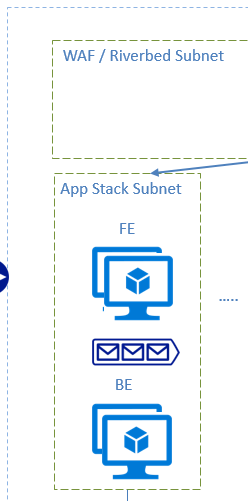 WAF / Riverbed Subnet
App Stack Subnet
FE
.....
BE